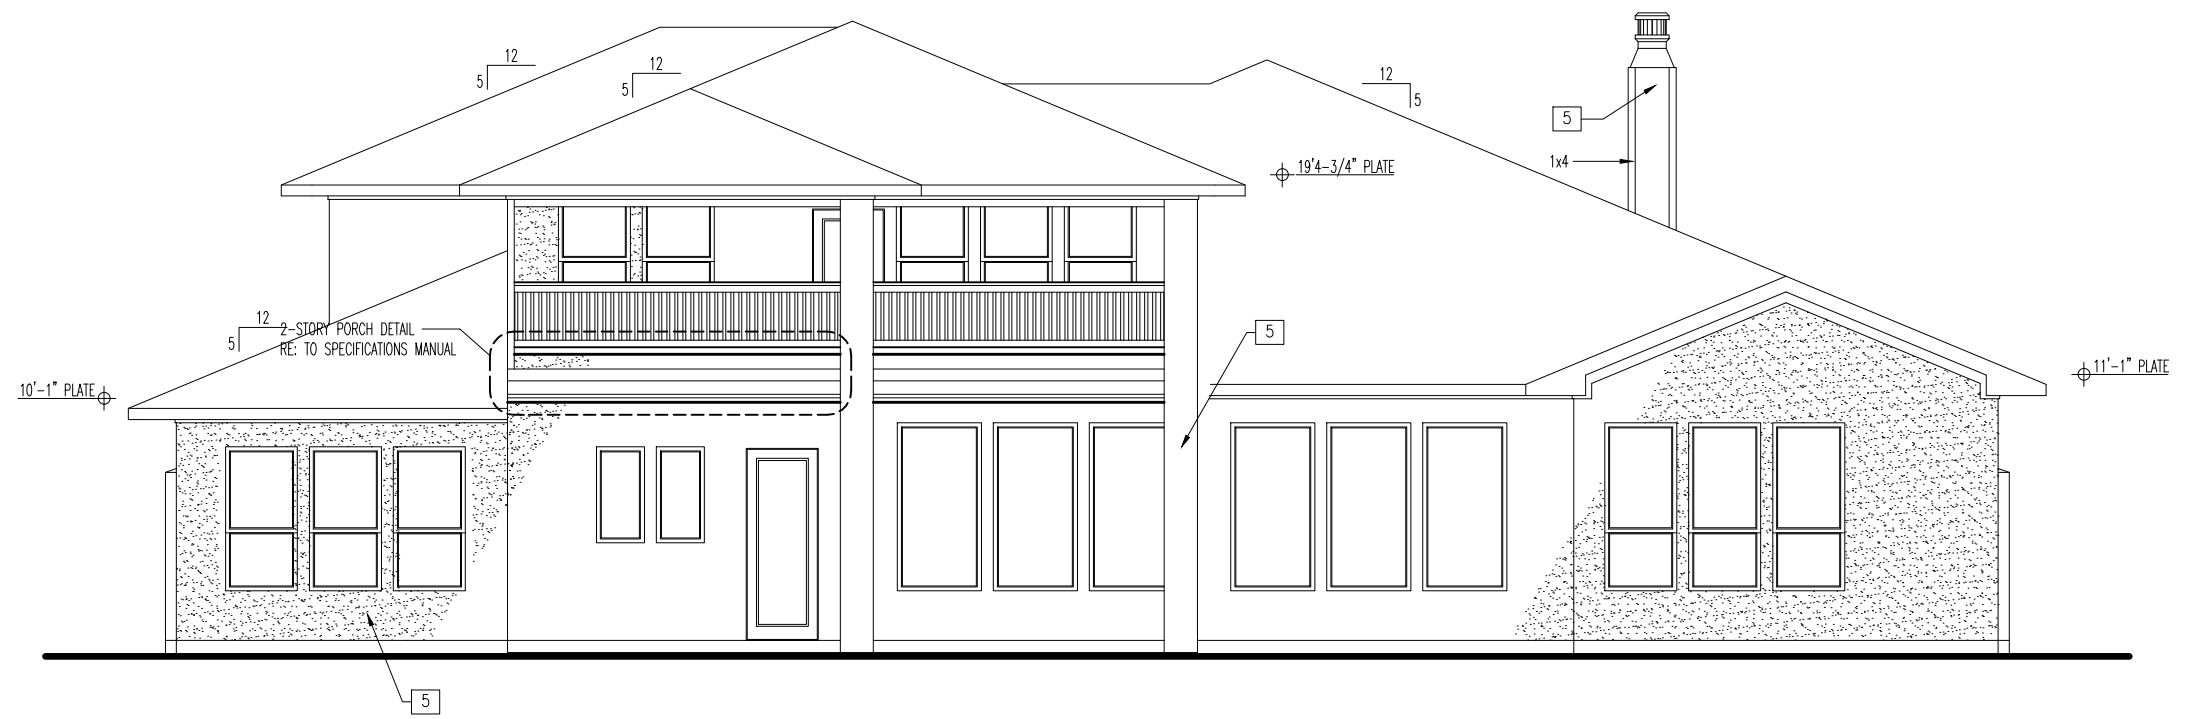 12
5
12
5
12
5
5
1x4
19'4-3/4" PLATE
12
5
2-STORY PORCH DETAIL
RE: TO SPECIFICATIONS MANUAL
5
10'-1" PLATE
11'-1" PLATE
5